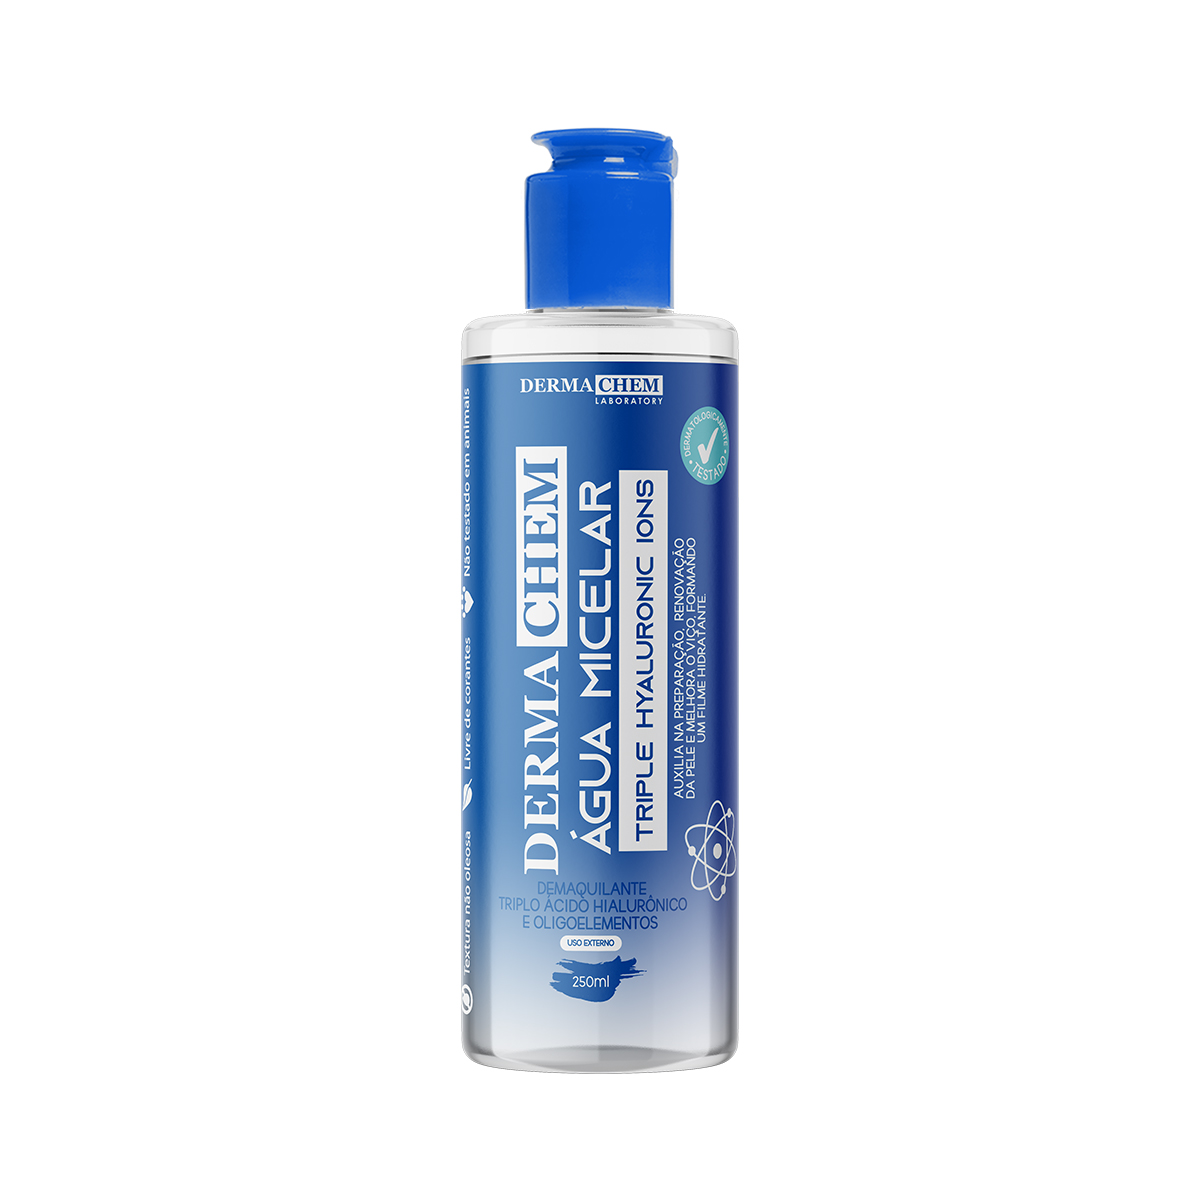 DERMA CHEM
LABORATORY
DERMATOLOGICAMENTE
• TESTADO •
DERMA CHEM
ÁGUA MICELAR
TRIPLE HYALURONIC IONS
AUXILIA NA PREPARAÇÃO, RENOVAÇÃO
DA PELE E MELHORA O VIÇO, FORMANDO
UM FILME HIDRATANTE.
Não testado em animais
Livre de corantes
Textura não oleosa
DEMAQUILANTE
TRIPLO ÁCIDO HIALURÔNICO
E OLIGOELEMENTOS
USO EXTERNO
250ml